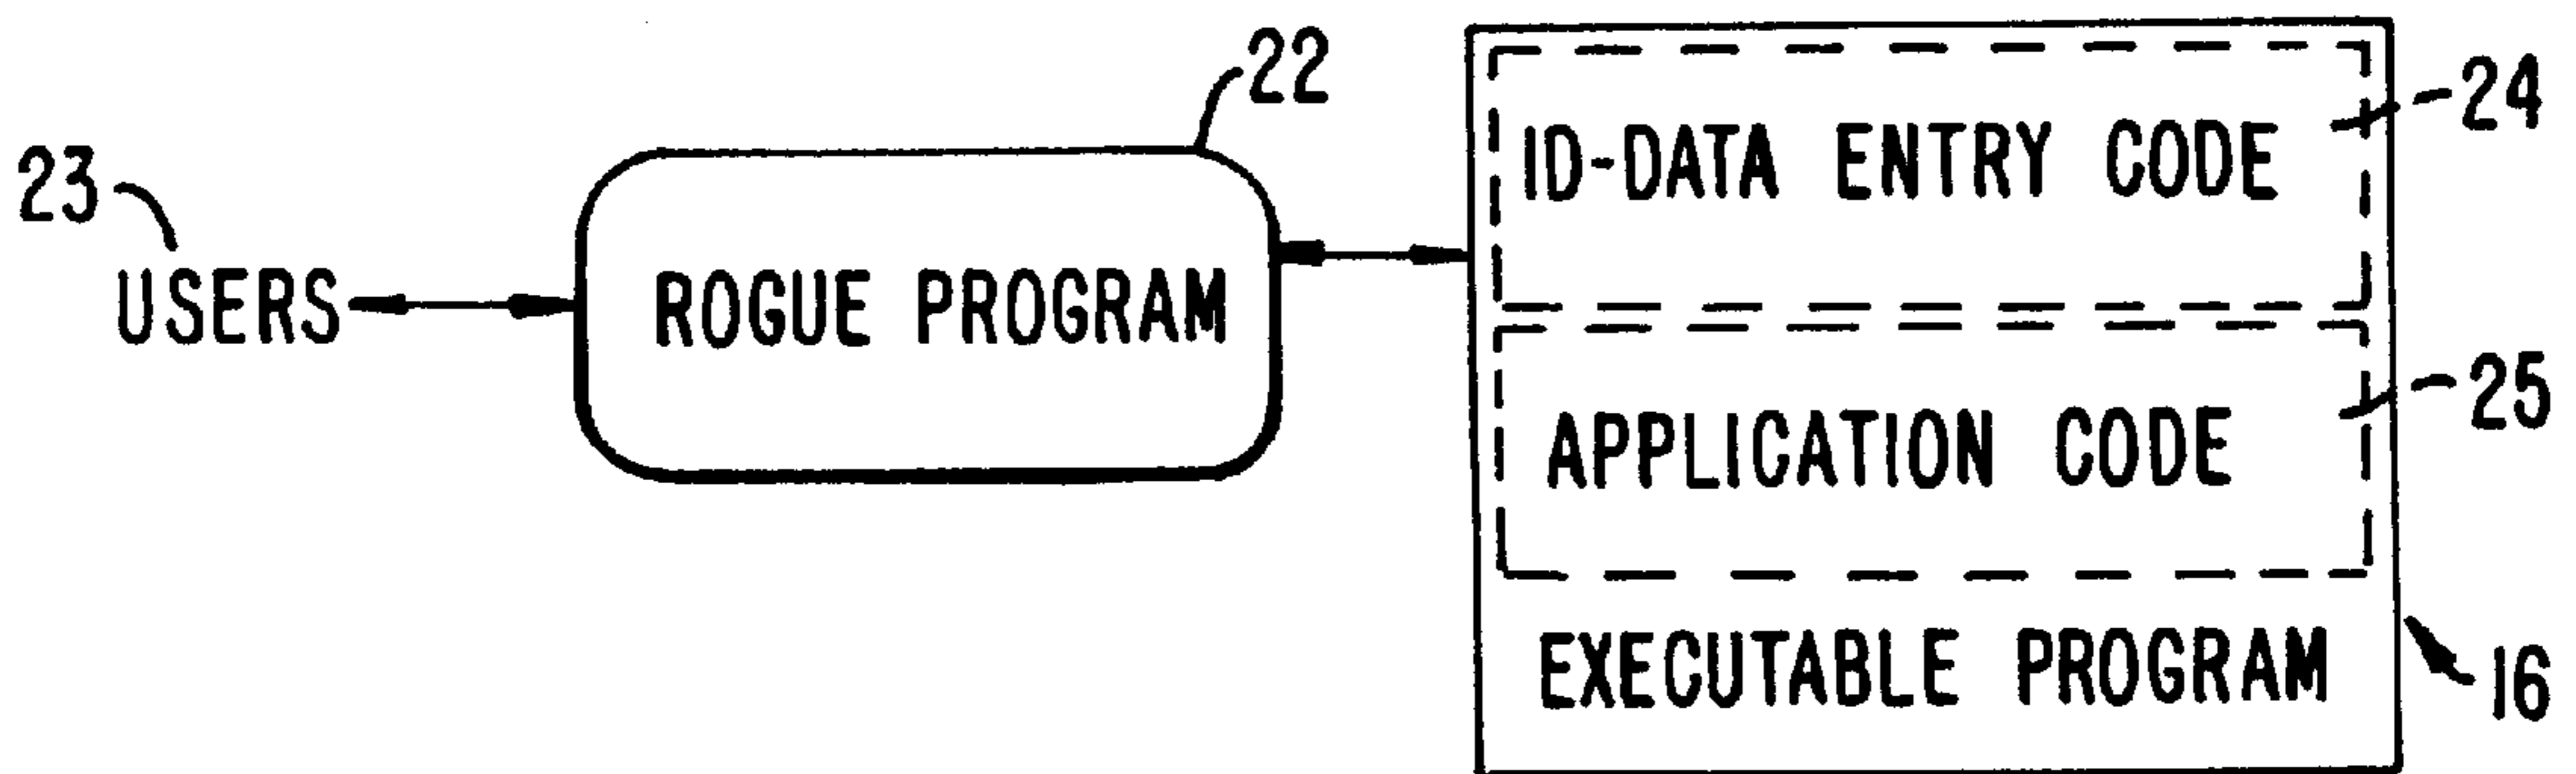 22
24
ID-DATA ENTRY CODE
23
USERS
ROGUE PROGRAM
25
APPLICATION CODE
EXECUTABLE PROGRAM
16